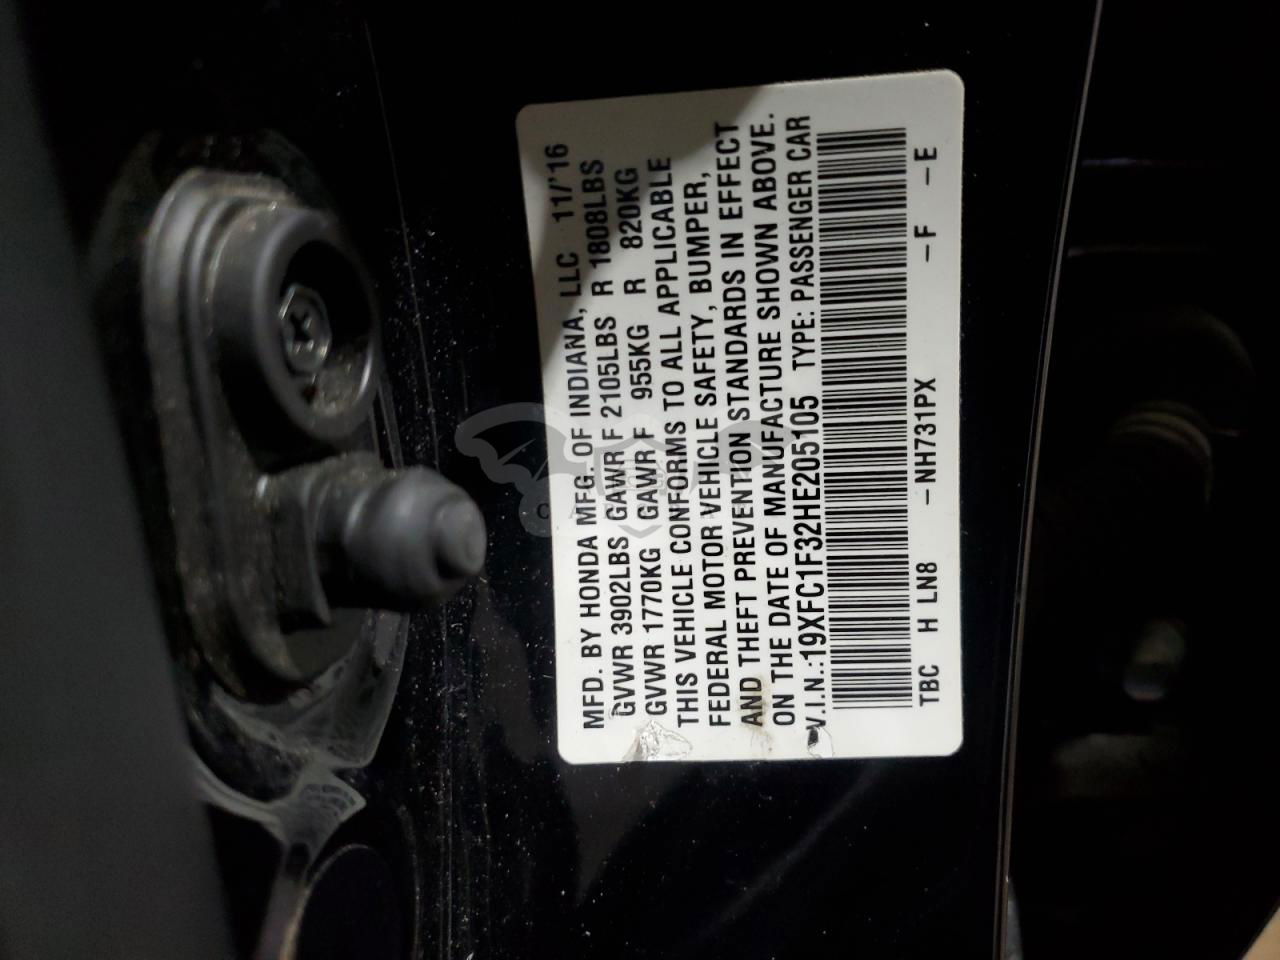 MFD. BY HONDA MFG. OF INDIANA, LLC 11/'16
GVWR 3902LBS GAWR F 2105LBS R 1808LBS
GVWR 1770KG GAWR F 955KG R 820KG
THIS VEHICLE CONFORMS TO ALL APPLICABLE
FEDERAL MOTOR VEHICLE SAFETY, BUMPER,
AND THEFT PREVENTION STANDARDS IN EFFECT
ON THE DATE OF MANUFACTURE SHOWN ABOVE.
V.I.N.:19XFC1F32HE205105 TYPE: PASSENGER CAR
TBC H LN8 -NH731PX -F -E